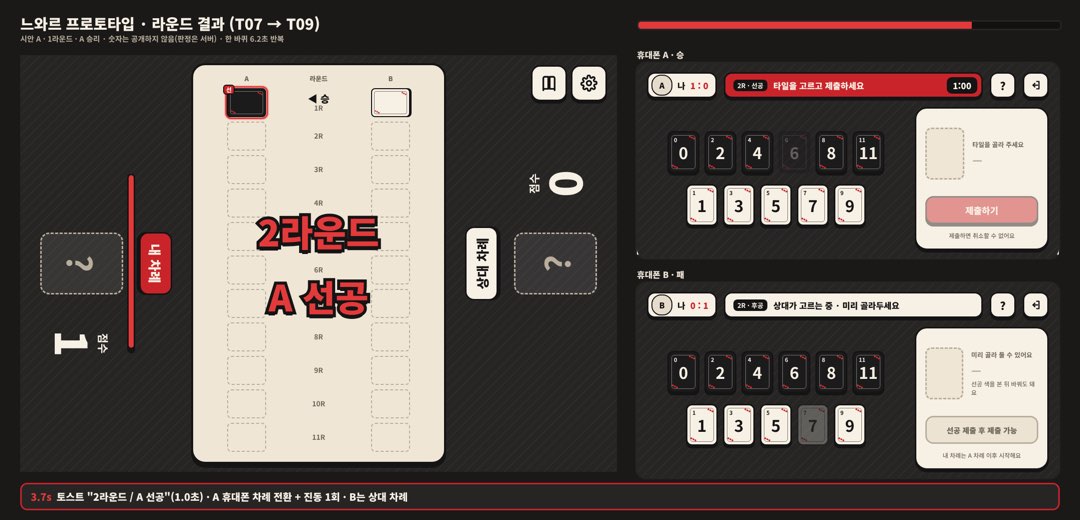 느와르 프로토타입 · 라운드 결과 (T07 → T09)
시안 A · 1라운드 · A 승리 · 숫자는 공개하지 않음(판정은 서버) · 한 바퀴 6.2초 반복
A 라운드 B
선
◀ 승
1R
2R
3R
4R
2라운드
6R
A 선공
8R
9R
10R
11R
?
내 차례
1 점수
점수 0
상대 차례
?
휴대폰 A · 승
A 나 1 : 0
2R · 선공 타일을 고르고 제출하세요 1:00
?
0 2 4 6 8 11
0 2 4 6 8 11
1 3 5 7 9
1 3 5 7 9
타일을 골라 주세요
—
제출하기
제출하면 취소할 수 없어요
휴대폰 B · 패
B 나 0 : 1
2R · 후공 상대가 고르는 중 · 미리 골라두세요
?
0 2 4 6 8 11
0 2 4 6 8 11
1 3 5 7 9
1 3 5 7 9
미리 골라 둘 수 있어요
—
선공 색을 본 뒤 바꿔도 돼
요
선공 제출 후 제출 가능
내 차례는 A 차례 이후 시작해요
3.7s 토스트 "2라운드 / A 선공"(1.0초) · A 휴대폰 차례 전환 + 진동 1회 · B는 상대 차례